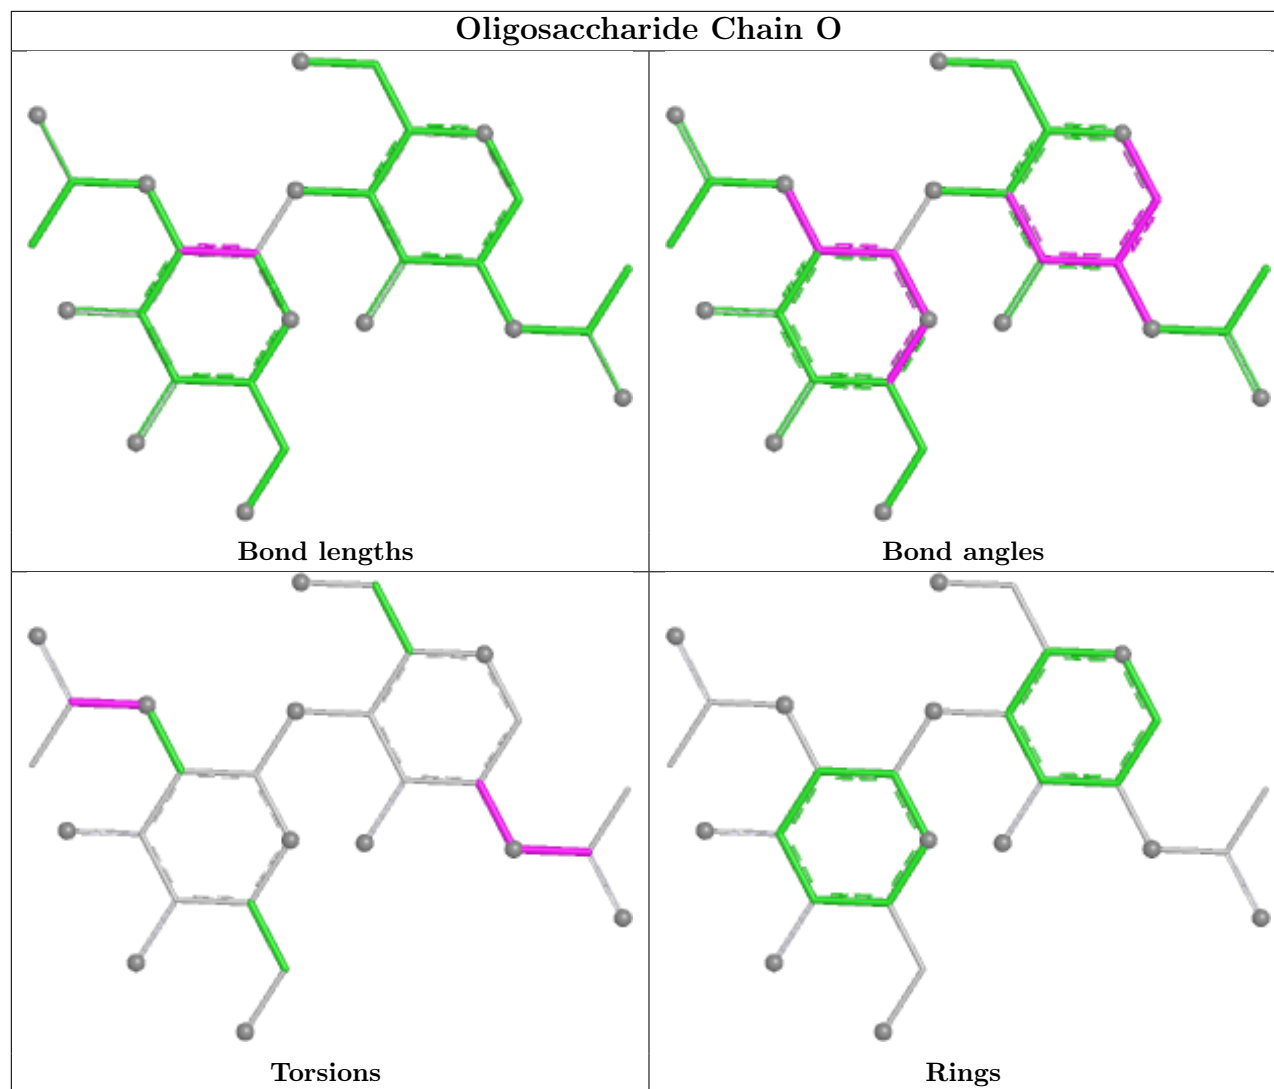 Oligosaccharide Chain O
Bond lengths
Bond angles
Torsions
Rings